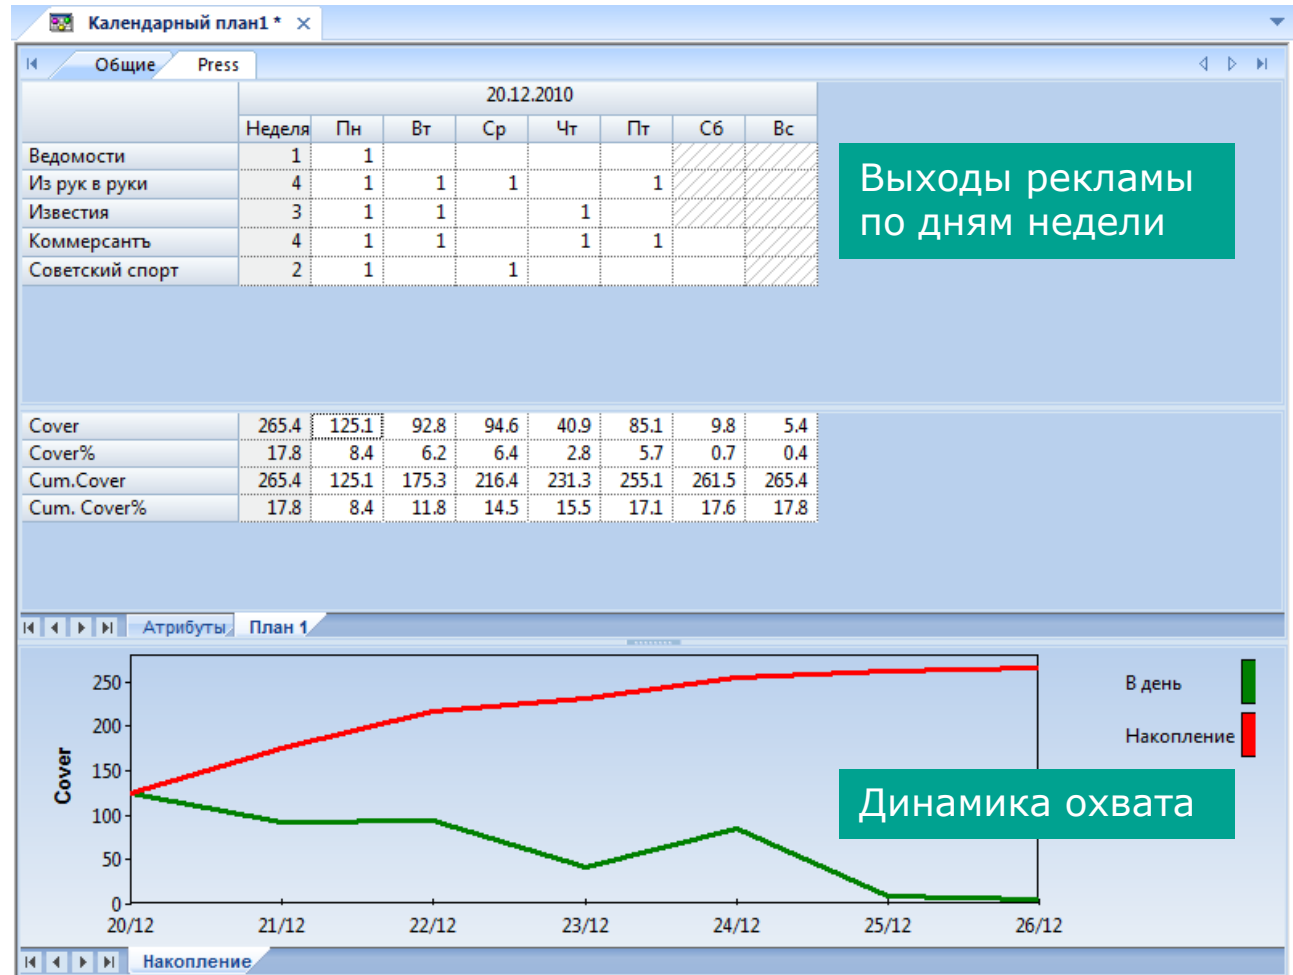 Календарный план1 *
Общие Press
20.12.2010
Неделя Пн Вт Ср Чт Пт Сб Вс
Ведомости 1 1
Из рук в руки 4 1 1 1 1
Известия 3 1 1 1
Коммерсантъ 4 1 1 1 1
Советский спорт 2 1 1
Выходы рекламы
по дням недели
Cover 265.4 125.1 92.8 94.6 40.9 85.1 9.8 5.4
Cover% 17.8 8.4 6.2 6.4 2.8 5.7 0.7 0.4
Cum.Cover 265.4 125.1 175.3 216.4 231.3 255.1 261.5 265.4
Cum. Cover% 17.8 8.4 11.8 14.5 15.5 17.1 17.6 17.8
Атрибуты План 1
Cover
250
200
150
100
50
0
20/12 21/12 22/12 23/12 24/12 25/12 26/12
В день
Накопление
Динамика охвата
Накопление